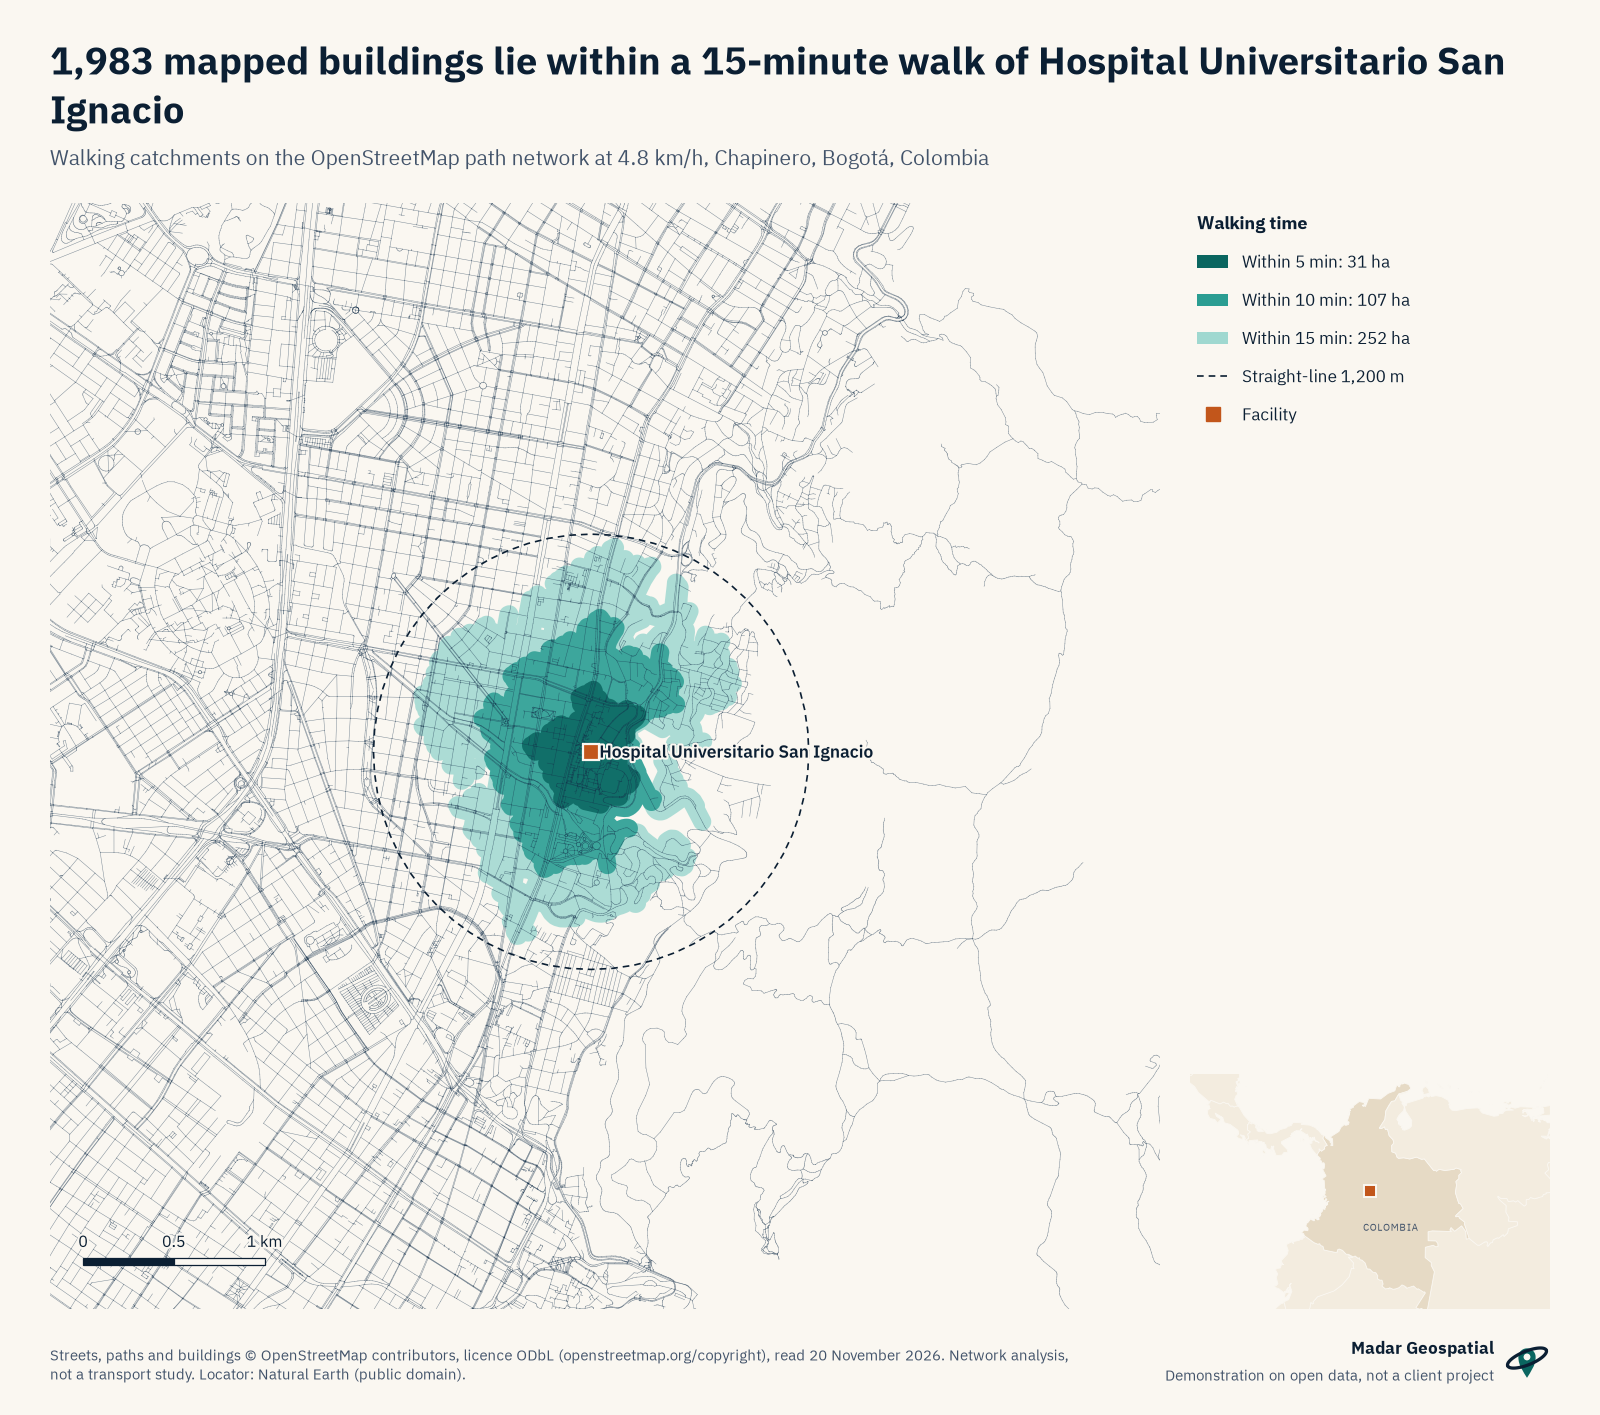 1,983 mapped buildings lie within a 15-minute walk of Hospital Universitario San
Ignacio
Walking catchments on the OpenStreetMap path network at 4.8 km/h, Chapinero, Bogotá, Colombia
Walking time
Within 5 min: 31 ha
Within 10 min: 107 ha
Within 15 min: 252 ha
Straight-line 1,200 m
Facility
Hospital Universitario San Ignacio
0 0.5 1 km
COLOMBIA
Streets, paths and buildings © OpenStreetMap contributors, licence ODbL (openstreetmap.org/copyright), read 20 November 2026. Network analysis,
not a transport study. Locator: Natural Earth (public domain).
Madar Geospatial
Demonstration on open data, not a client project